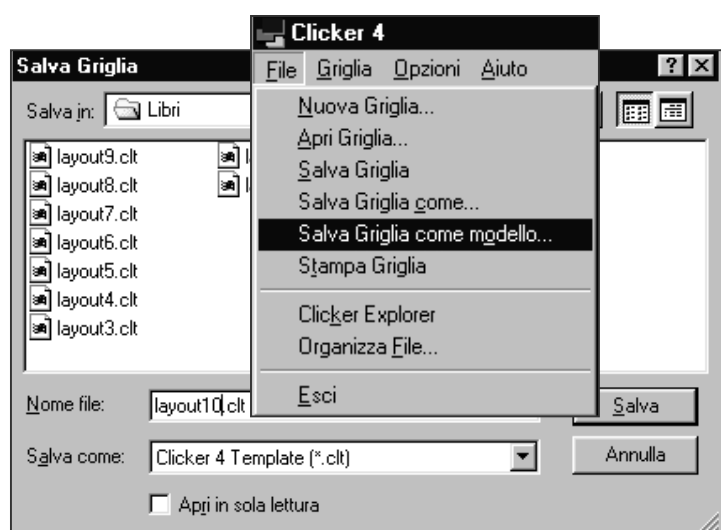 Clicker 4
File Griglia Opzioni Aiuto
Nuova Griglia...
Apri Griglia...
Salva Griglia
Salva Griglia come...
Salva Griglia come modello...
Stampa Griglia
Clicker Explorer
Organizza File...
Esci
Salva Griglia
Salva in: Libri
layout9.clt
layout8.clt
layout7.clt
layout6.clt
layout5.clt
layout4.clt
layout3.clt
Nome file: layout10.clt
Salva
Salva come: Clicker 4 Template (*.clt)
Annulla
Apri in sola lettura